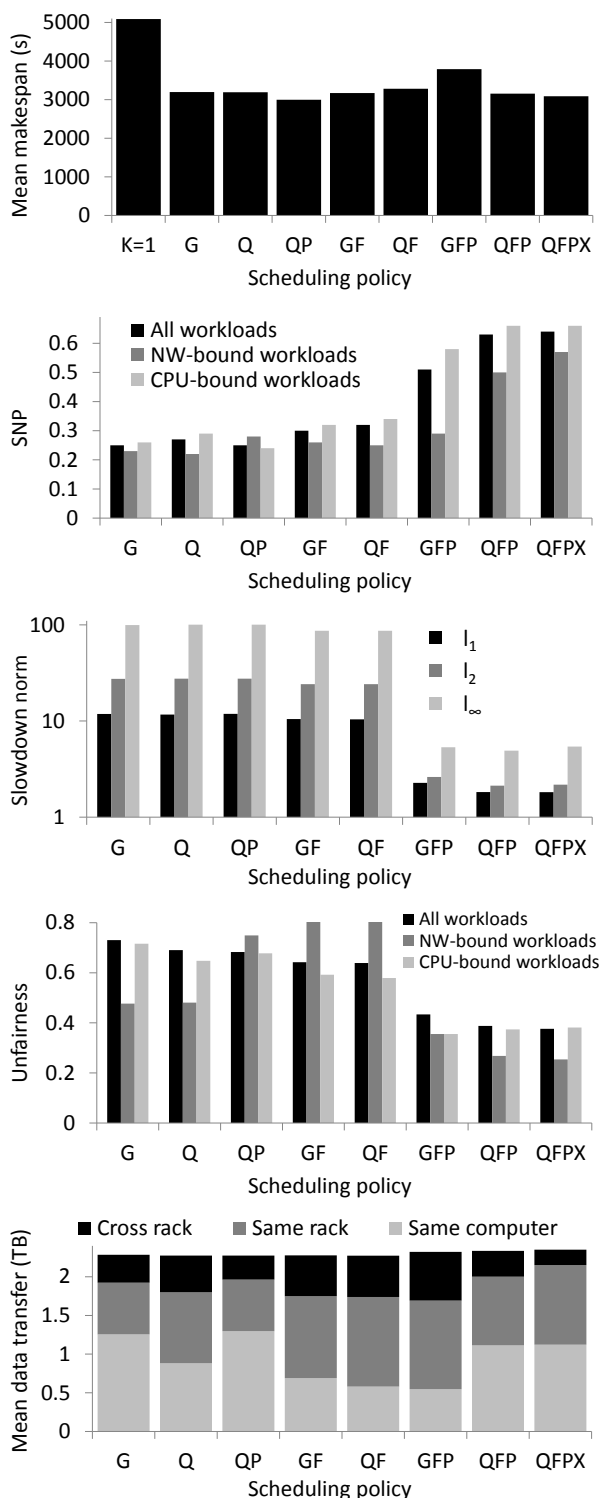 Mean makespan (s)
5000
4000
3000
2000
1000
0
K=1 G Q QP GF QF GFP QFP QFPX
Scheduling policy
SNP
0.6
0.5
0.4
0.3
0.2
0.1
0
All workloads
NW-bound workloads
CPU-bound workloads
G Q QP GF QF GFP QFP QFPX
Scheduling policy
Slowdown norm
100
10
1
l1
l2
l∞
G Q QP GF QF GFP QFP QFPX
Scheduling policy
Unfairness
0.8
0.6
0.4
0.2
0
All workloads
NW-bound workloads
CPU-bound workloads
G Q QP GF QF GFP QFP QFPX
Scheduling policy
Mean data transfer (TB)
Cross rack Same rack Same computer
2
1.5
1
0.5
0
G Q QP GF QF GFP QFP QFPX
Scheduling policy